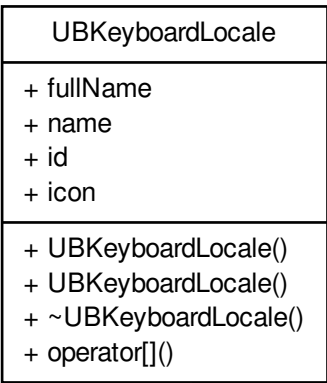 UBKeyboardLocale
+ fullName
+ name
+ id
+ icon
+ UBKeyboardLocale()
+ UBKeyboardLocale()
+ ~UBKeyboardLocale()
+ operator[]()